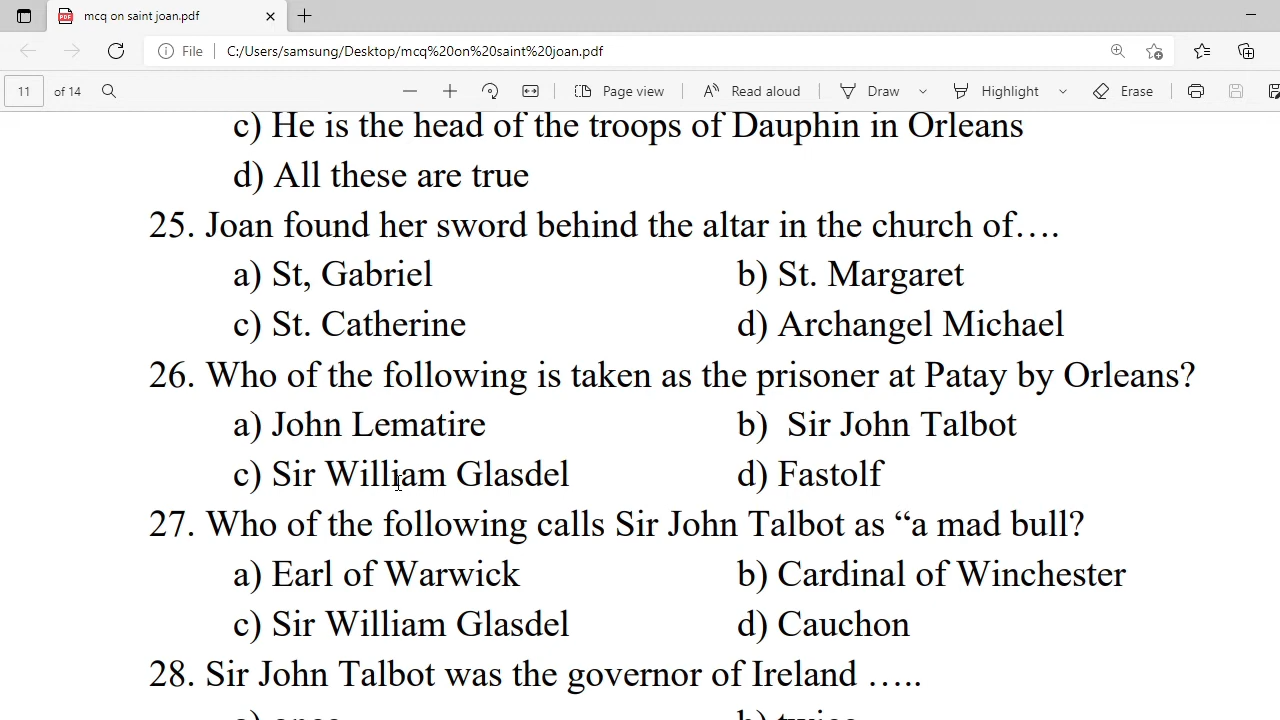 mcq on saint joan.pdf
File C:/Users/samsung/Desktop/mcq%20on%20saint%20joan.pdf
11 of 14 Page view Read aloud Draw Highlight Erase
c) He is the head of the troops of Dauphin in Orleans
d) All these are true
25. Joan found her sword behind the altar in the church of….
a) St, Gabriel b) St. Margaret
c) St. Catherine d) Archangel Michael
26. Who of the following is taken as the prisoner at Patay by Orleans?
a) John Lematire b) Sir John Talbot
c) Sir William Glasdel d) Fastolf
27. Who of the following calls Sir John Talbot as “a mad bull?
a) Earl of Warwick b) Cardinal of Winchester
c) Sir William Glasdel d) Cauchon
28. Sir John Talbot was the governor of Ireland …..
a) once b) twice